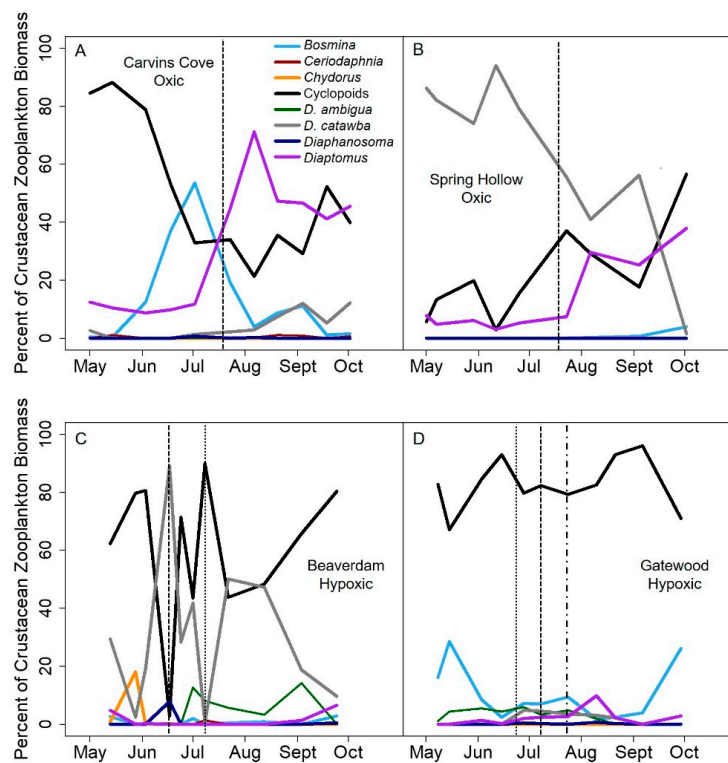 Percent of Crustacean Zooplankton Biomass
100
80
60
40
20
0
A
Carvins Cove
Oxic
Bosmina
Ceriodaphnia
Chydorus
Cyclopoids
D. ambigua
D. catawba
Diaphanosoma
Diaptomus
May Jun Jul Aug Sept Oct
B
Spring Hollow
Oxic
May Jun Jul Aug Sept Oct
Percent of Crustacean Zooplankton Biomass
100
80
60
40
20
0
C
Beaverdam
Hypoxic
May Jun Jul Aug Sept Oct
D
Gatewood
Hypoxic
May Jun Jul Aug Sept Oct